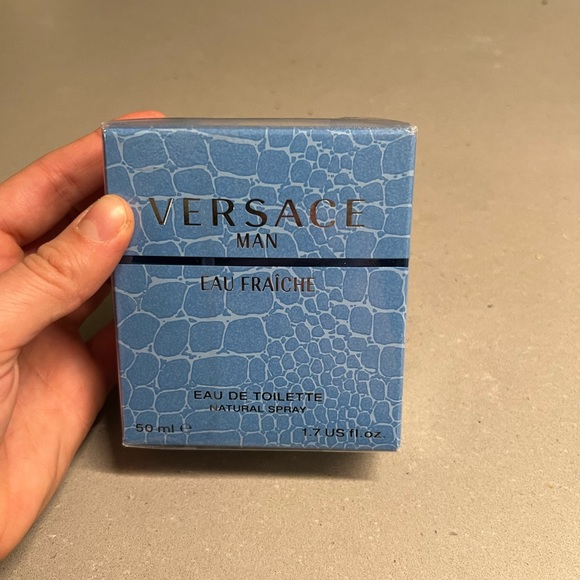 VERSACE
MAN
EAU FRAÎCHE
EAU DE TOILETTE
NATURAL SPRAY
50 ml ℮ 1.7 US fl.oz.